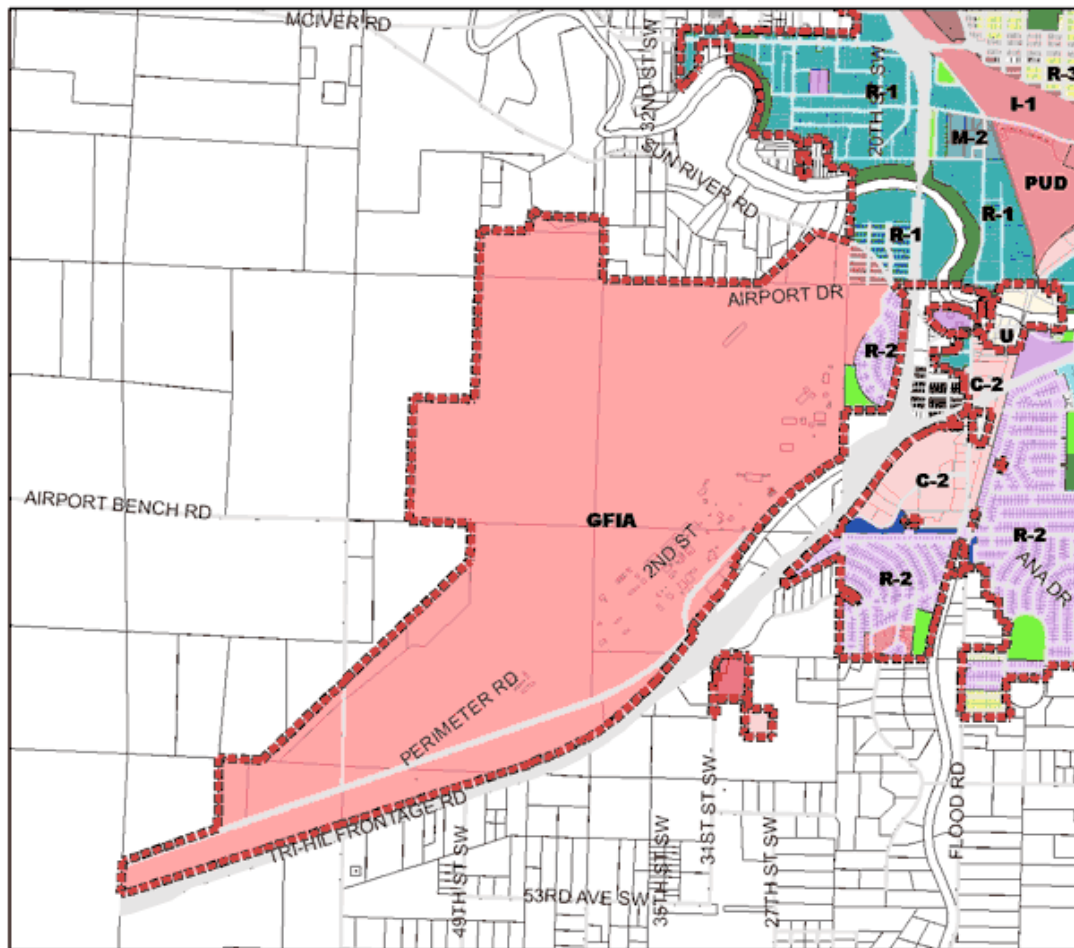 MCIVER RD
32ND ST SW
20TH ST SW
R-3
R-1
I-1
M-2
SUN RIVER RD
PUD
R-1
R-1
AIRPORT DR
U
R-2
C-2
C-2
AIRPORT BENCH RD
GFIA
2ND ST
R-2
ANA DR
R-2
PERIMETER RD
TRI-HIL FRONTAGE RD
31ST ST SW
FLOOD RD
49TH ST SW
35TH ST SW
27TH ST SW
53RD AVE SW